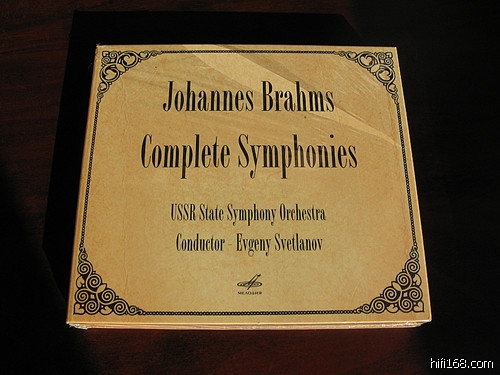 Johannes Brahms
Complete Symphonies
USSR State Symphony Orchestra
Conductor - Evgeny Svetlanov
МЕЛОДИЯ
hifi168.com